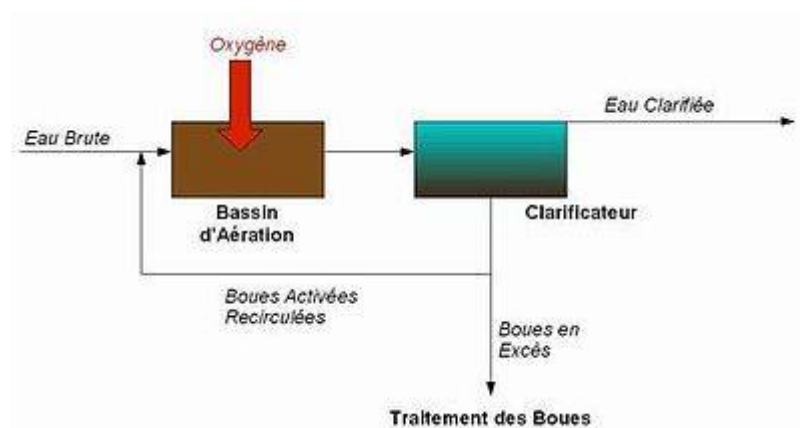 Oxygène
Eau Brute
Eau Clarifiée
Bassin
d'Aération
Clarificateur
Boues Activées
Recirculées
Boues en
Excès
Traitement des Boues